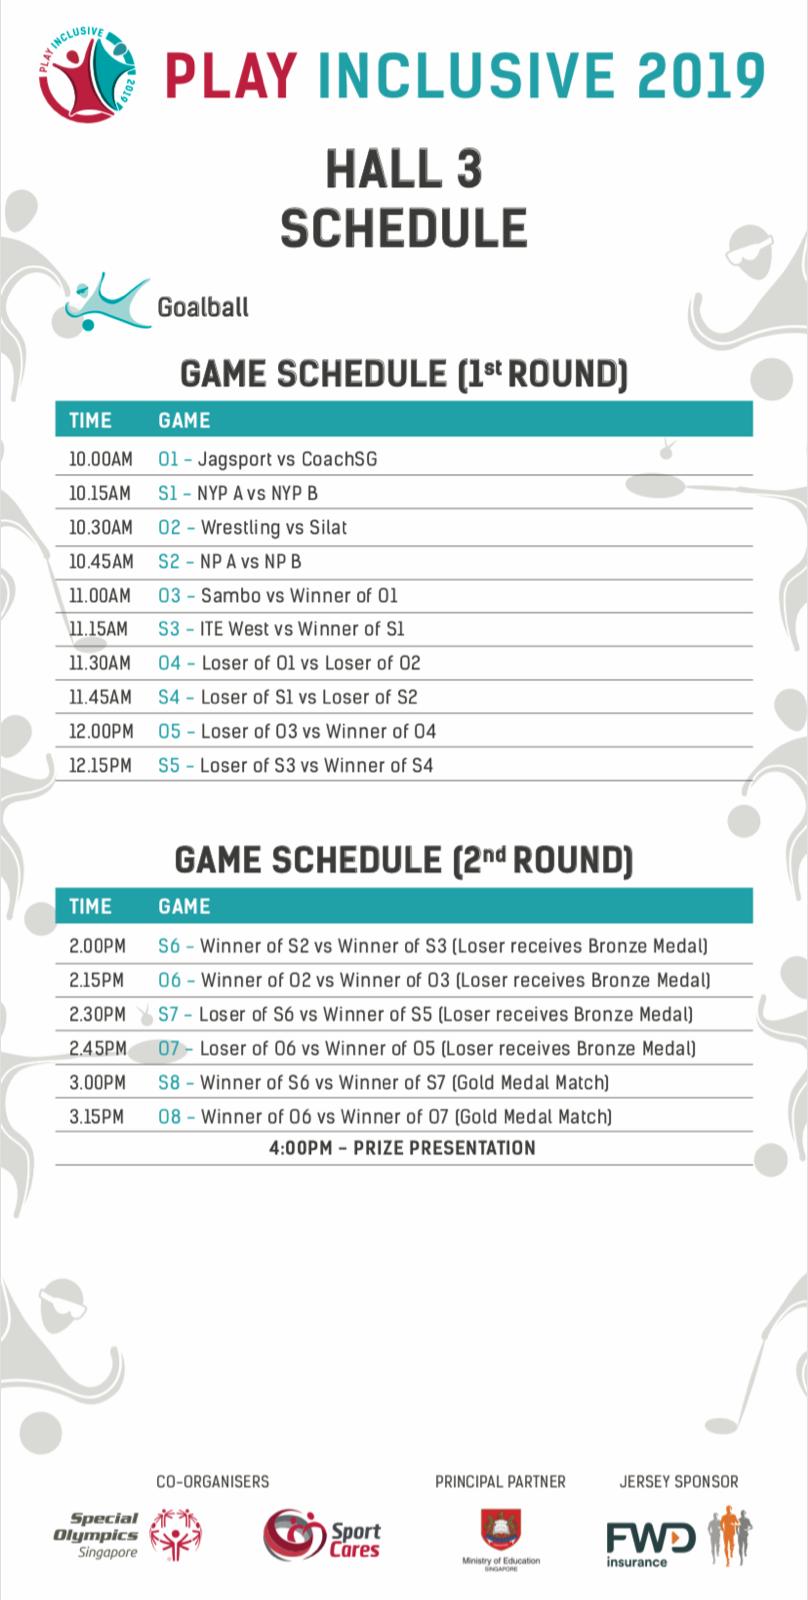 PLAY INCLUSIVE 2019
PLAY INCLUSIVE 2019
HALL 3
SCHEDULE
Goalball
GAME SCHEDULE (1st ROUND)
TIME GAME
10.00AM O1 – Jagsport vs CoachSG
10.15AM S1 – NYP A vs NYP B
10.30AM O2 – Wrestling vs Silat
10.45AM S2 – NP A vs NP B
11.00AM O3 – Sambo vs Winner of O1
11.15AM S3 – ITE West vs Winner of S1
11.30AM O4 – Loser of O1 vs Loser of O2
11.45AM S4 – Loser of S1 vs Loser of S2
12.00PM O5 – Loser of O3 vs Winner of O4
12.15PM S5 – Loser of S3 vs Winner of S4
GAME SCHEDULE (2nd ROUND)
TIME GAME
2.00PM S6 – Winner of S2 vs Winner of S3 (Loser receives Bronze Medal)
2.15PM O6 – Winner of O2 vs Winner of O3 (Loser receives Bronze Medal)
2.30PM S7 – Loser of S6 vs Winner of S5 (Loser receives Bronze Medal)
2.45PM O7 – Loser of O6 vs Winner of O5 (Loser receives Bronze Medal)
3.00PM S8 – Winner of S6 vs Winner of S7 (Gold Medal Match)
3.15PM O8 – Winner of O6 vs Winner of O7 (Gold Medal Match)
4:00PM – PRIZE PRESENTATION
CO-ORGANISERS PRINCIPAL PARTNER JERSEY SPONSOR
Special
Olympics
Singapore
Sport
Cares
Ministry of Education
SINGAPORE
FWD
insurance